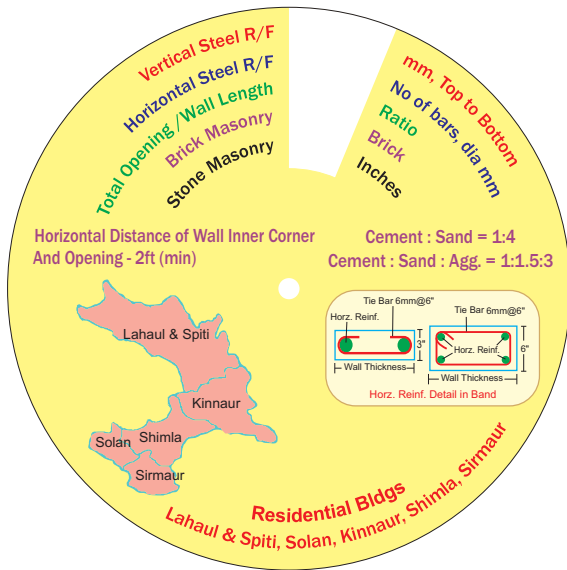 Vertical Steel R/F
Horizontal Steel R/F
Total Opening /Wall Length
Brick Masonry
Stone Masonry
mm, Top to Bottom
No of bars, dia mm
Ratio
Brick
Inches
Horizontal Distance of Wall Inner Corner
And Opening - 2ft (min)
Cement : Sand = 1:4
Cement : Sand : Agg. = 1:1.5:3
Lahaul & Spiti
Kinnaur
Shimla
Solan
Sirmaur
Tie Bar 6mm@6"
Horz. Reinf.
3"
Wall Thickness
Tie Bar 6mm@6"
Horz. Reinf.
6"
Wall Thickness
Horz. Reinf. Detail in Band
Residential Bldgs
Lahaul & Spiti, Solan, Kinnaur, Shimla, Sirmaur